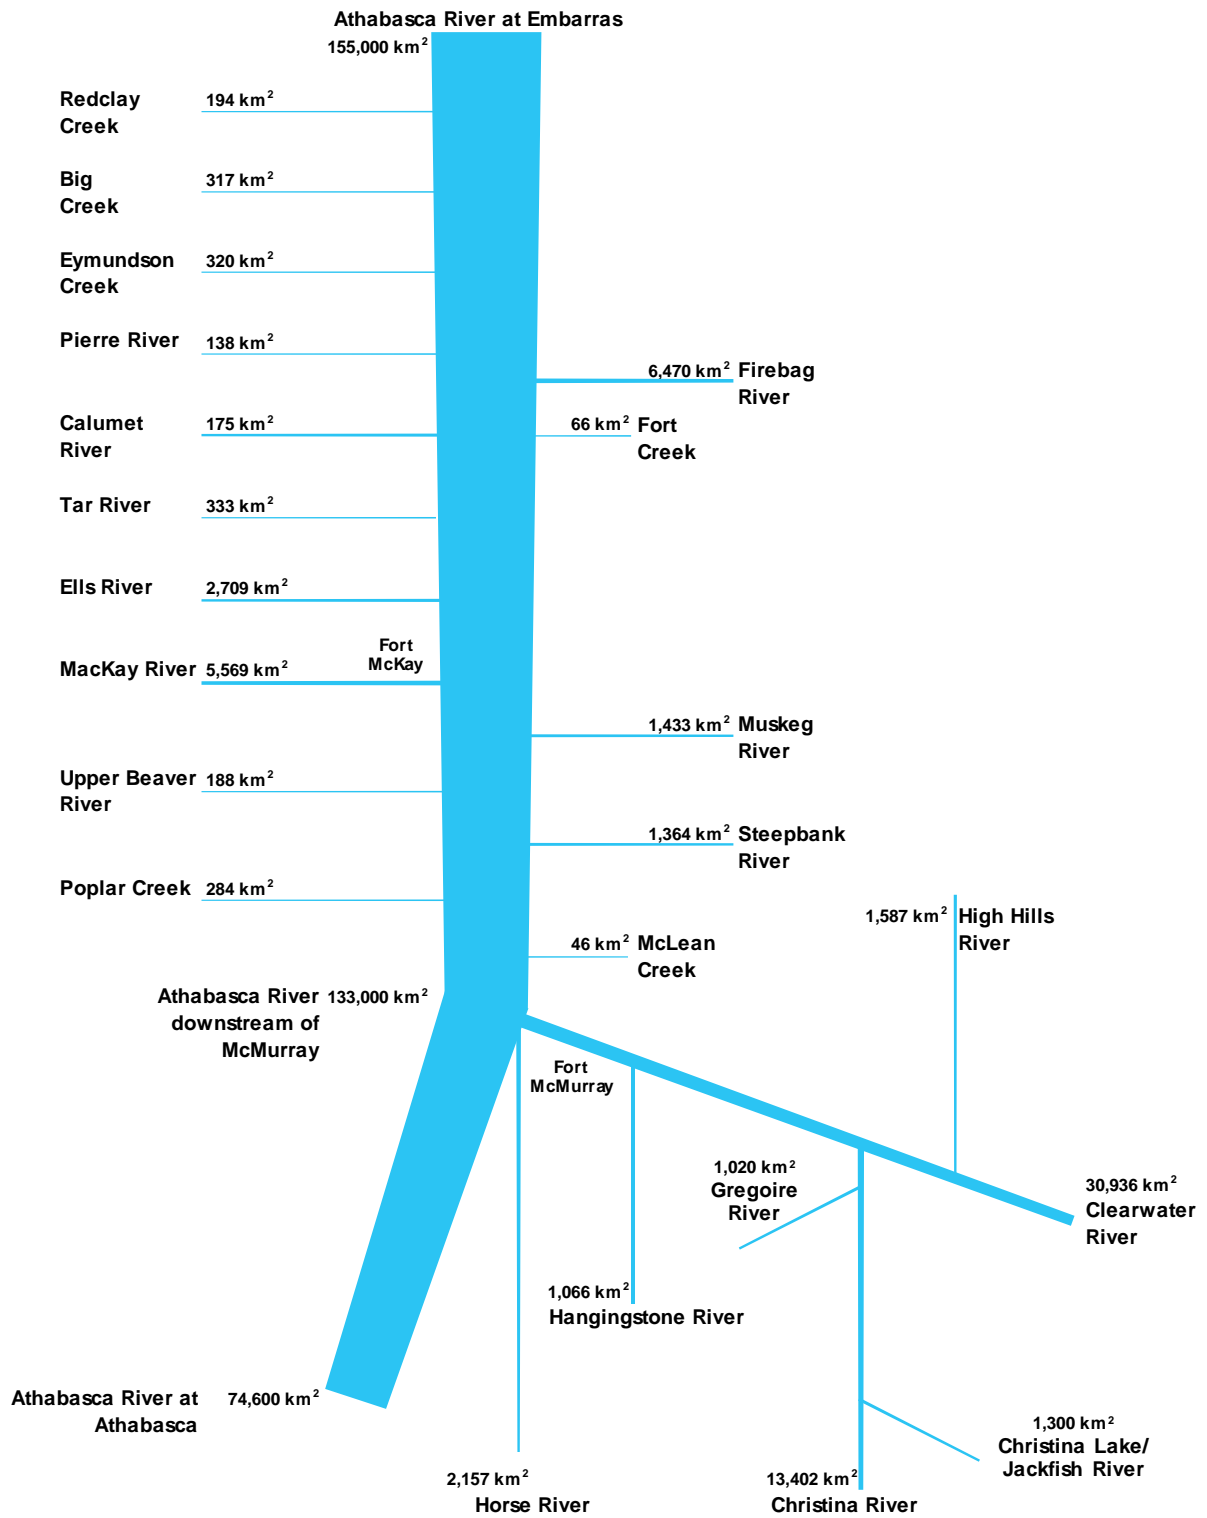 Athabasca River at Embarras
155,000 km²
Redclay
Creek
194 km²
Big
Creek
317 km²
Eymundson
Creek
320 km²
Pierre River
138 km²
6,470 km²
Firebag
River
Calumet
River
175 km²
66 km²
Fort
Creek
Tar River
333 km²
Ells River
2,709 km²
Fort
McKay
MacKay River
5,569 km²
1,433 km²
Muskeg
River
Upper Beaver
River
188 km²
1,364 km²
Steepbank
River
Poplar Creek
284 km²
1,587 km²
High Hills
River
46 km²
McLean
Creek
Athabasca River
downstream of
McMurray
133,000 km²
Fort
McMurray
1,020 km²
Gregoire
River
30,936 km²
Clearwater
River
1,066 km²
Hangingstone River
Athabasca River at
Athabasca
74,600 km²
1,300 km²
Christina Lake/
Jackfish River
2,157 km²
Horse River
13,402 km²
Christina River